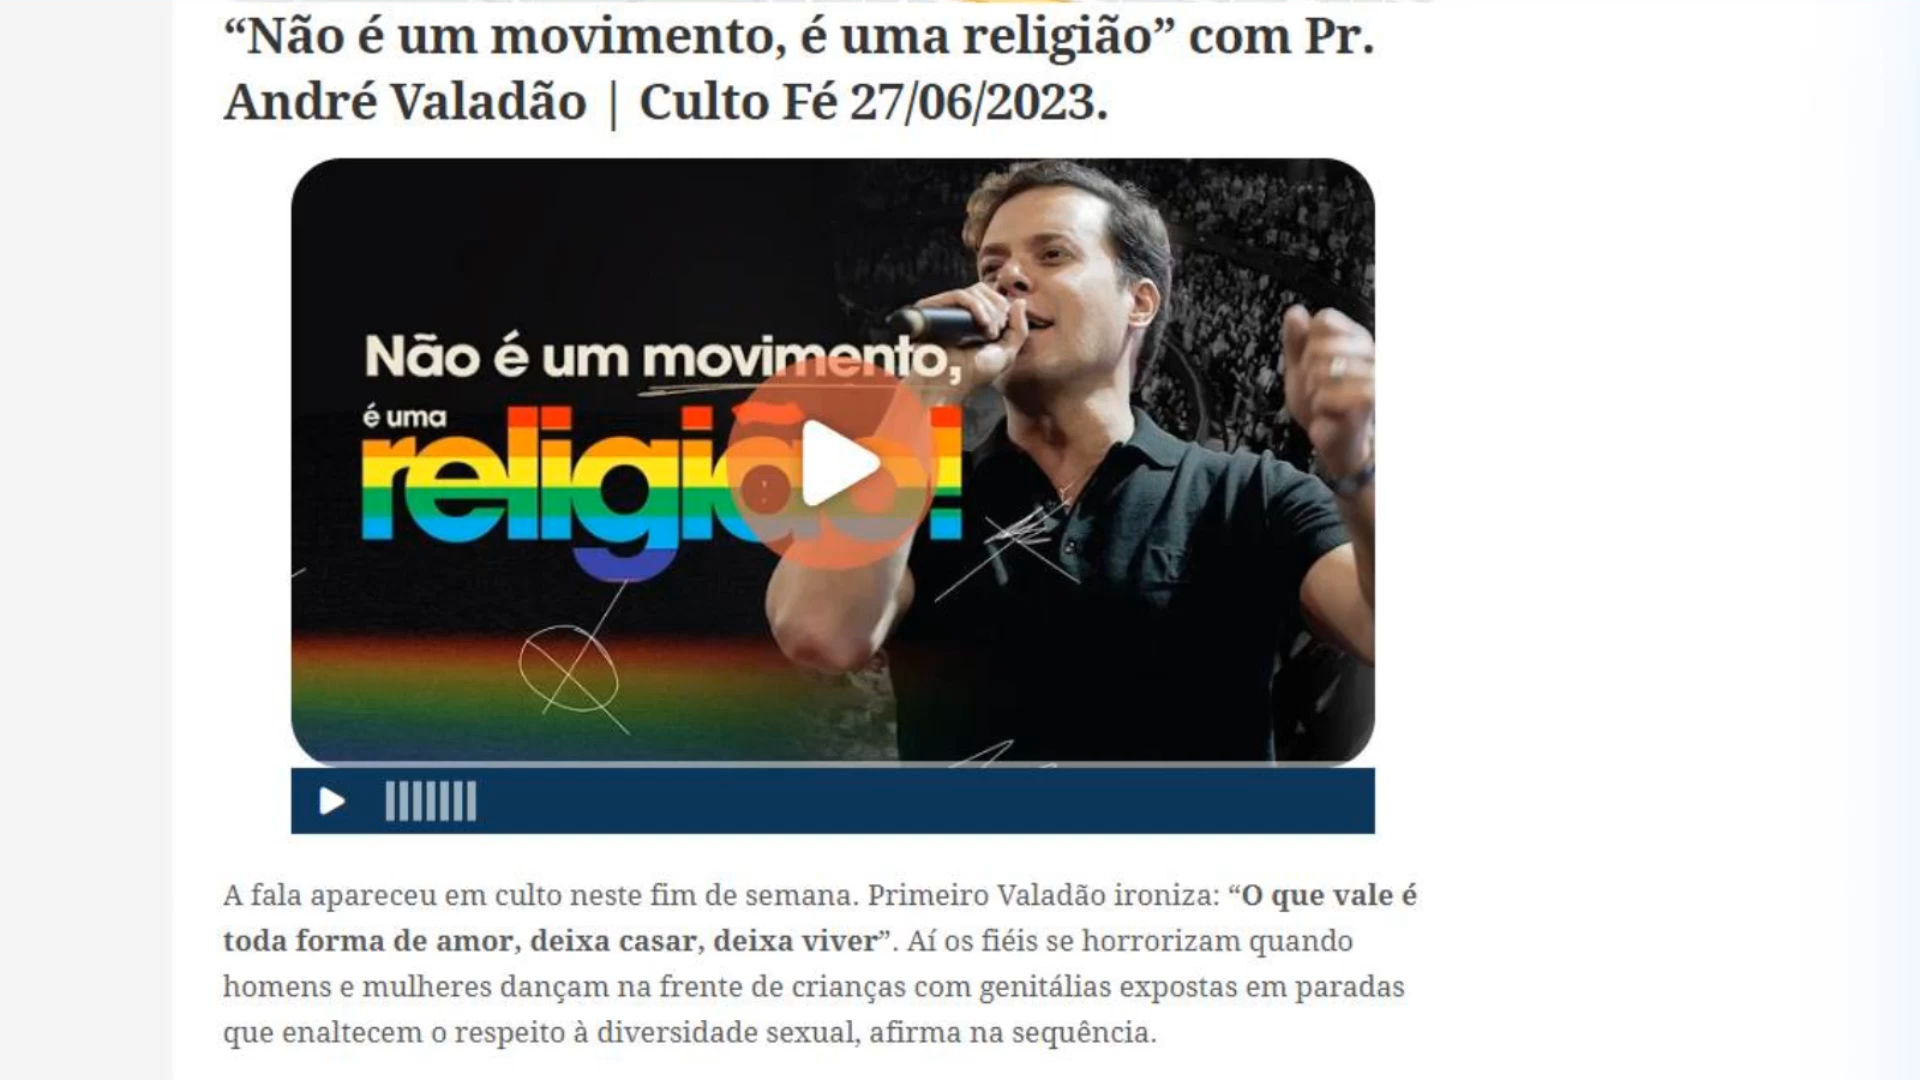 “Não é um movimento, é uma religião” com Pr.
André Valadão | Culto Fé 27/06/2023.
Não é um movimento,
é uma
religião!
A fala apareceu em culto neste fim de semana. Primeiro Valadão ironiza: “O que vale é
toda forma de amor, deixa casar, deixa viver”. Aí os fiéis se horrorizam quando
homens e mulheres dançam na frente de crianças com genitálias expostas em paradas
que enaltecem o respeito à diversidade sexual, afirma na sequência.